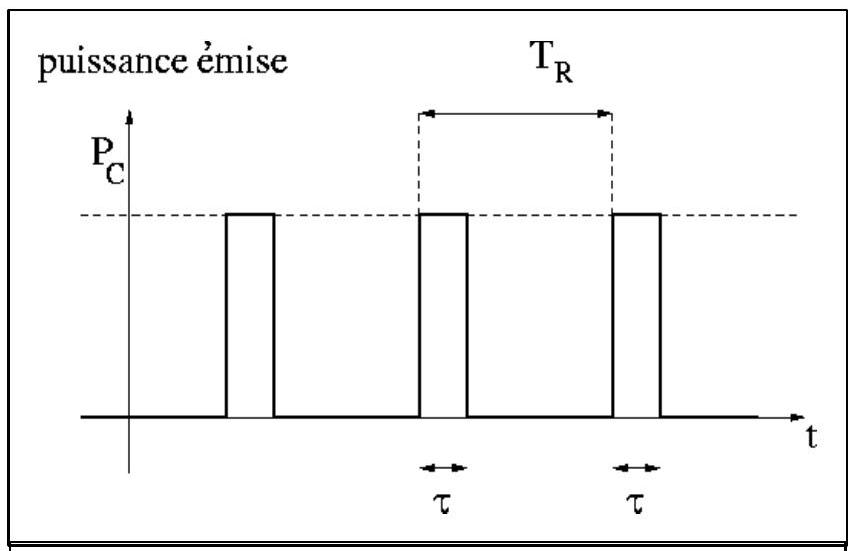 puissance émise
T_R
P_C
t
τ τ